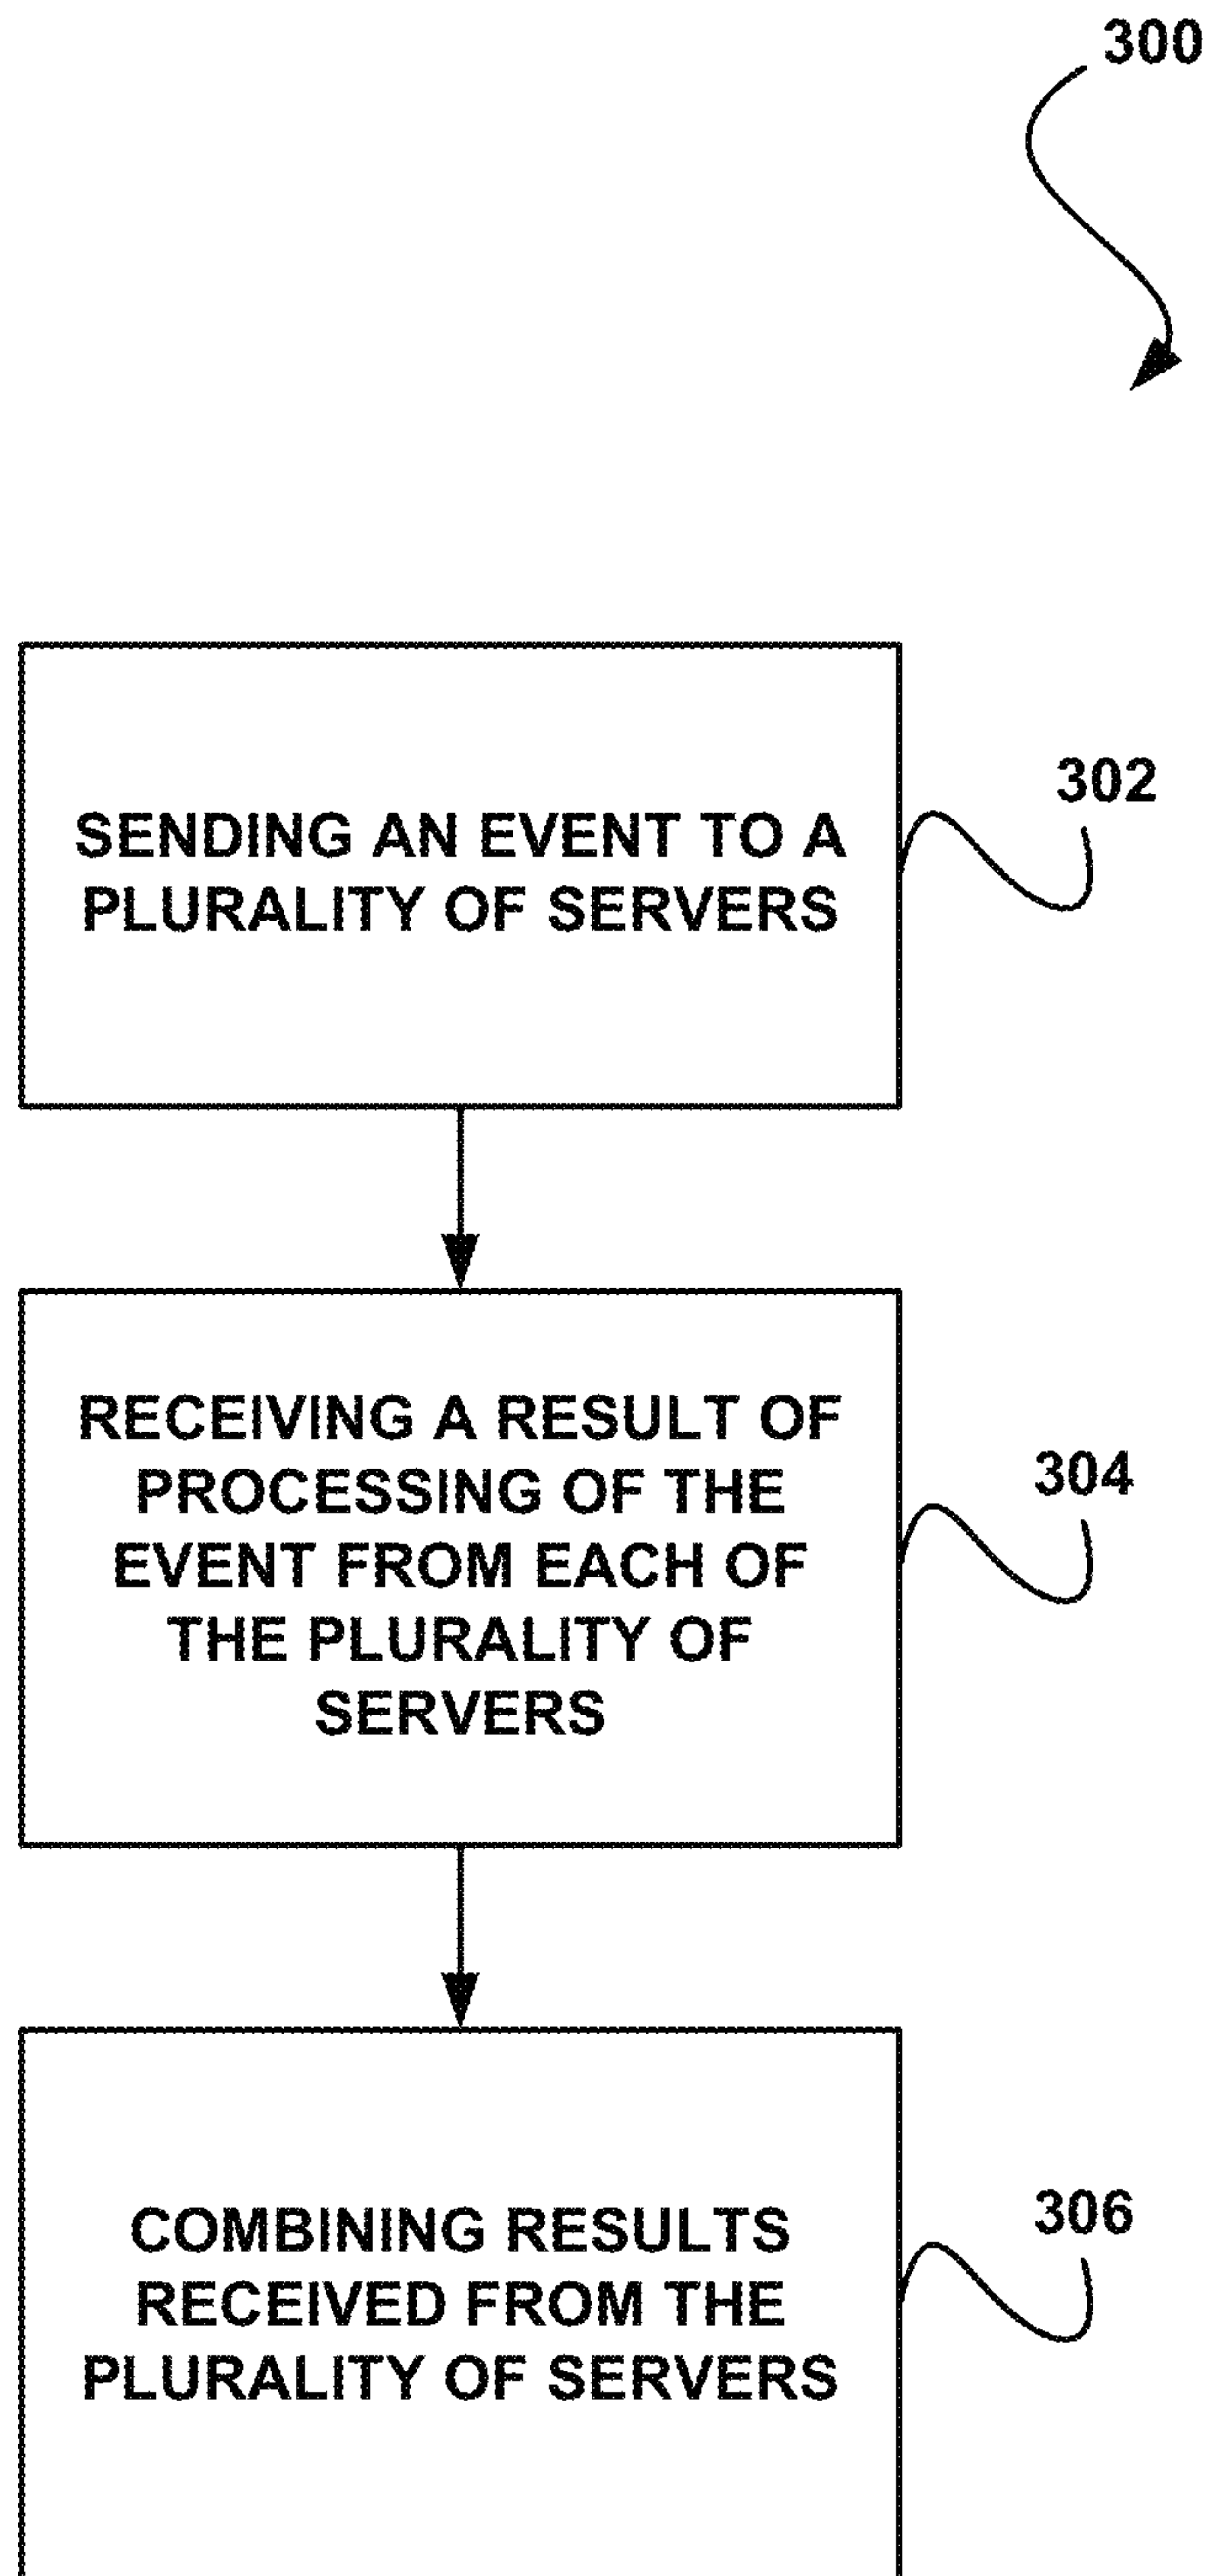 300
SENDING AN EVENT TO A
PLURALITY OF SERVERS
302
RECEIVING A RESULT OF
PROCESSING OF THE
EVENT FROM EACH OF
THE PLURALITY OF
SERVERS
304
COMBINING RESULTS
RECEIVED FROM THE
PLURALITY OF SERVERS
306